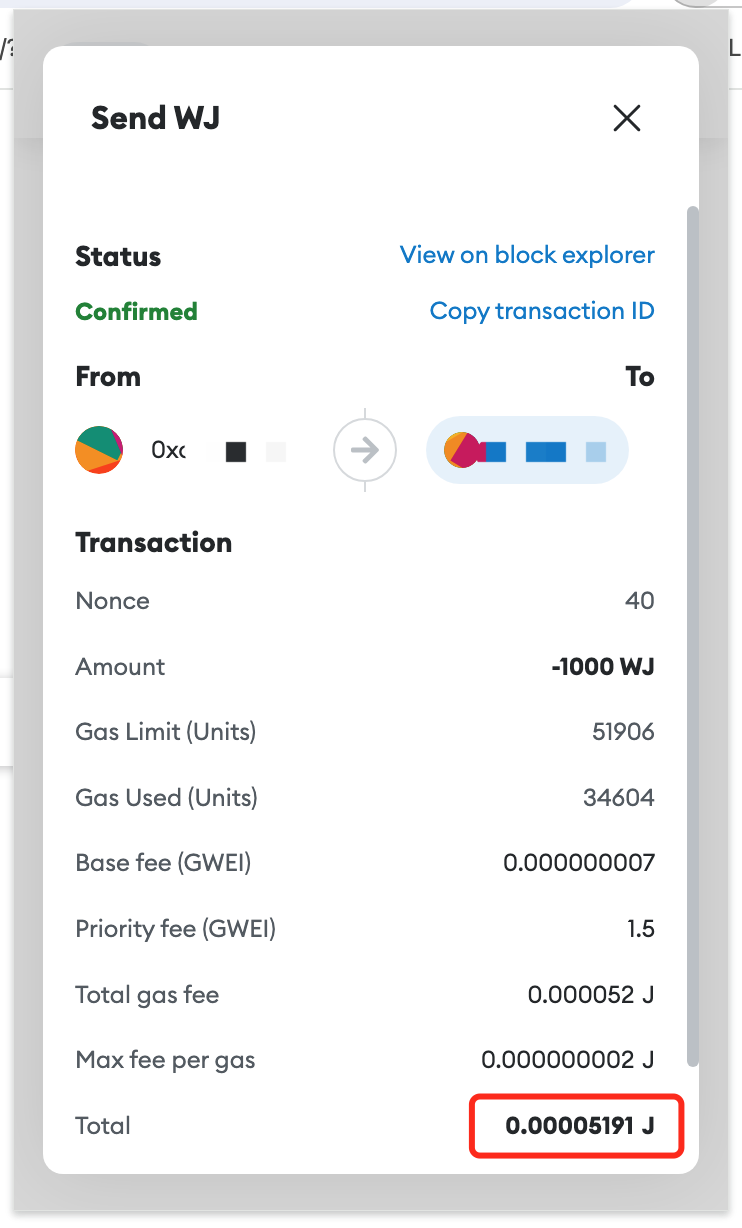 Send WJ
Status View on block explorer
Confirmed Copy transaction ID
From To
Transaction
Nonce 40
Amount -1000 WJ
Gas Limit (Units) 51906
Gas Used (Units) 34604
Base fee (GWEI) 0.000000007
Priority fee (GWEI) 1.5
Total gas fee 0.000052 J
Max fee per gas 0.000000002 J
Total 0.00005191 J